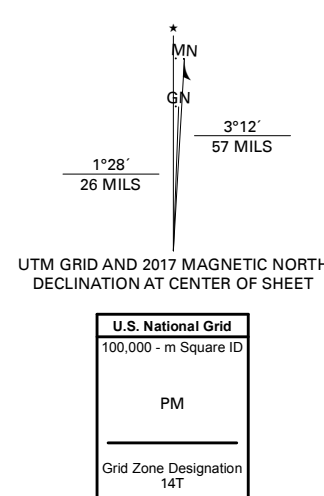 ★
MN
GN
3°12´
57 MILS
1°28´
26 MILS
UTM GRID AND 2017 MAGNETIC NORTH
DECLINATION AT CENTER OF SHEET
U.S. National Grid
100,000 - m Square ID
PM
Grid Zone Designation
14T